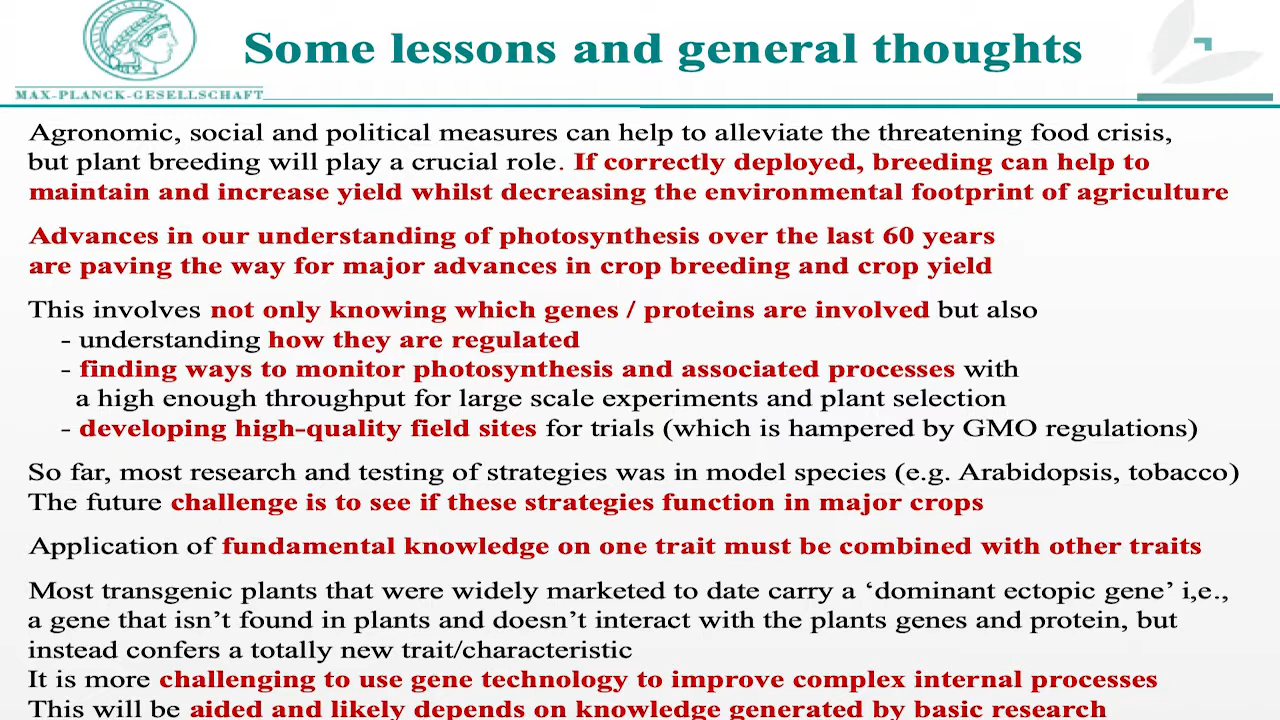 MAX-PLANCK-GESELLSCHAFT
Some lessons and general thoughts
Agronomic, social and political measures can help to alleviate the threatening food crisis,
but plant breeding will play a crucial role. If correctly deployed, breeding can help to
maintain and increase yield whilst decreasing the environmental footprint of agriculture
Advances in our understanding of photosynthesis over the last 60 years
are paving the way for major advances in crop breeding and crop yield
This involves not only knowing which genes / proteins are involved but also
- understanding how they are regulated
- finding ways to monitor photosynthesis and associated processes with
a high enough throughput for large scale experiments and plant selection
- developing high-quality field sites for trials (which is hampered by GMO regulations)
So far, most research and testing of strategies was in model species (e.g. Arabidopsis, tobacco)
The future challenge is to see if these strategies function in major crops
Application of fundamental knowledge on one trait must be combined with other traits
Most transgenic plants that were widely marketed to date carry a ‘dominant ectopic gene’ i,e.,
a gene that isn’t found in plants and doesn’t interact with the plants genes and protein, but
instead confers a totally new trait/characteristic
It is more challenging to use gene technology to improve complex internal processes
This will be aided and likely depends on knowledge generated by basic research